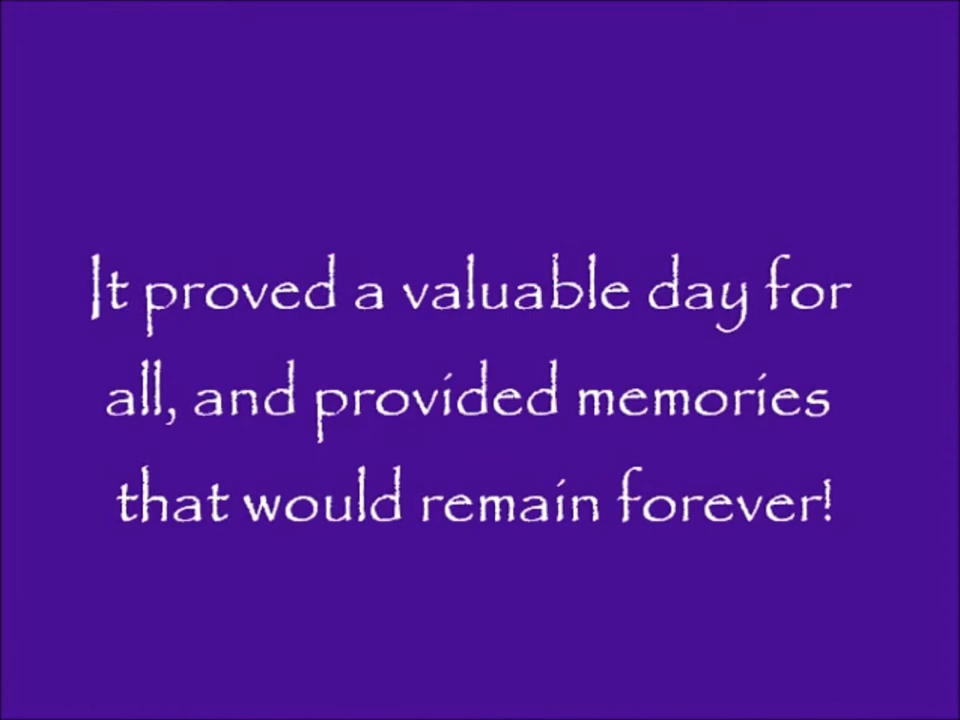 It proved a valuable day for
all, and provided memories
that would remain forever!